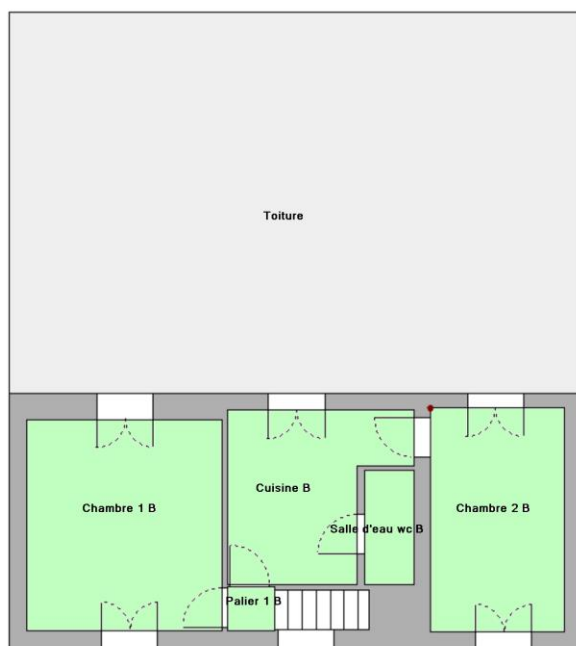 Toiture
Cuisine B
Chambre 1 B
Chambre 2 B
Salle d'eau wc B
Palier 1 B